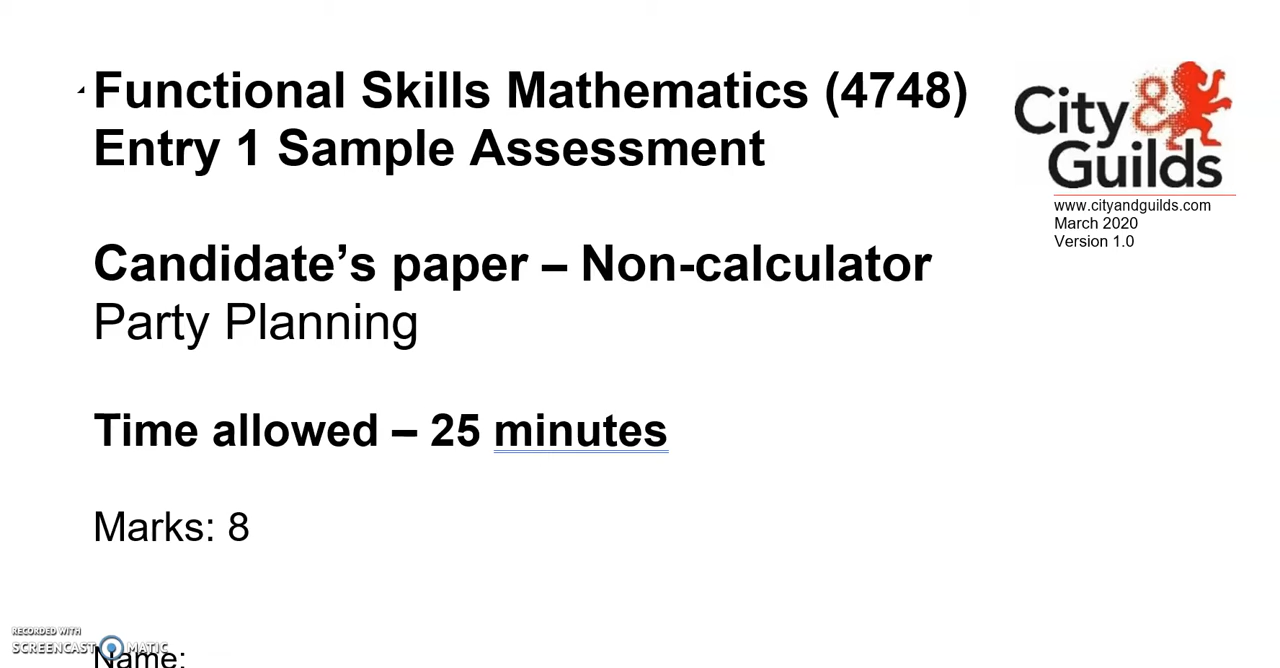 Functional Skills Mathematics (4748)
Entry 1 Sample Assessment
City &
Guilds
www.cityandguilds.com
March 2020
Version 1.0
Candidate’s paper – Non-calculator
Party Planning
Time allowed – 25 minutes
Marks: 8
RECORDED WITH
SCREENCAST MATIC
Name: